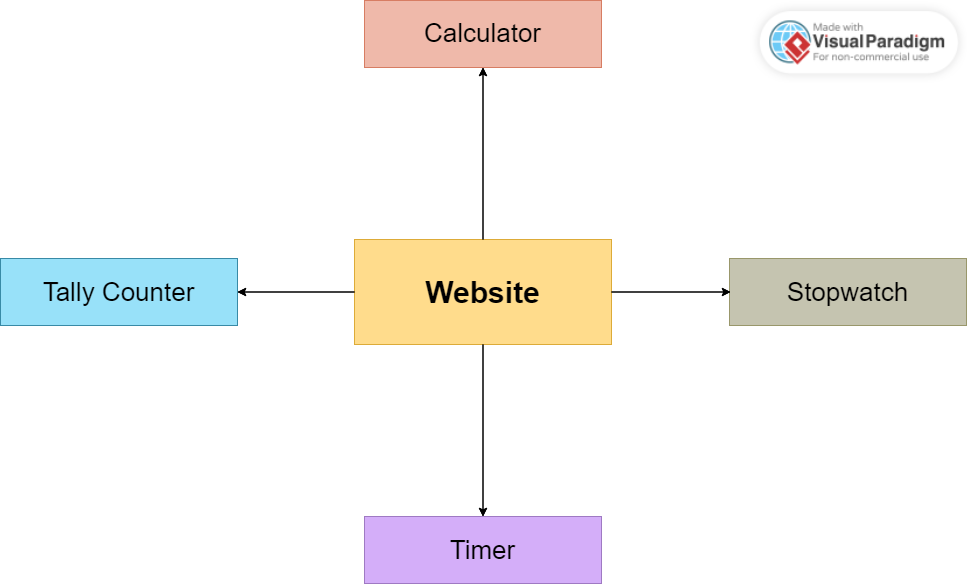 Calculator
Made with
Visual Paradigm
For non-commercial use
Tally Counter
Website
Stopwatch
Timer